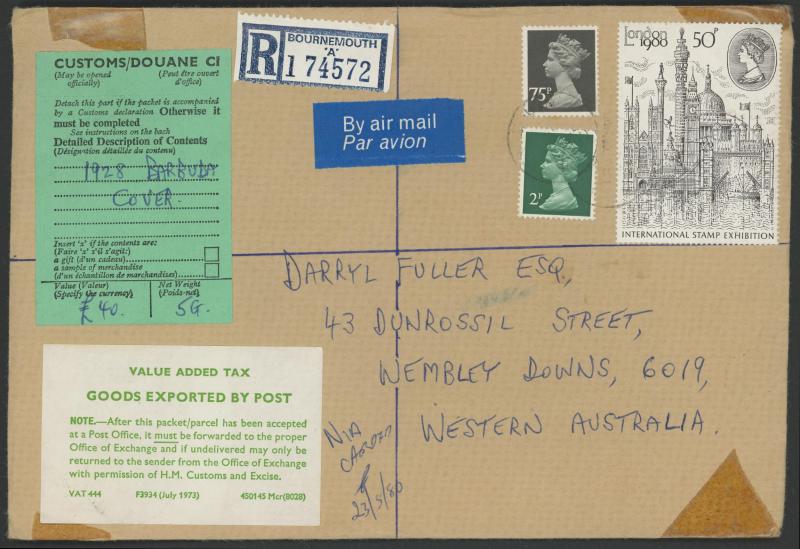 CUSTOMS/DOUANE CI
(May be opened officially) (Peut être ouvert d'office)
Detach this part if the packet is accompanied
by a Customs declaration Otherwise it
must be completed
See instructions on the back
Detailed Description of Contents
(Désignation détaillée du contenu)
1928 BARBUDA
COVER.
Insert 'x' if the contents are:
(Faire 'x' s'il s'agit:)
a gift (d'un cadeau)
a sample of merchandise
(d'un échantillon de marchandises)
Value (Valeur) Net Weight
(Specify the currency) (Poids-net)
£40. 5G.
R
BOURNEMOUTH
"A"
1 74572
By air mail
Par avion
75P
2P
London
1980
50P
INTERNATIONAL STAMP EXHIBITION
DARRYL FULLER ESQ,
43 DUNROSSIL STREET,
WEMBLEY DOWNS, 6019,
WESTERN AUSTRALIA.
VALUE ADDED TAX
GOODS EXPORTED BY POST
NOTE.—After this packet/parcel has been accepted
at a Post Office, it must be forwarded to the proper
Office of Exchange and if undelivered may only be
returned to the sender from the Office of Exchange
with permission of H.M. Customs and Excise.
VAT 444 F3934 (July 1973) 450145 Mcr(8028)
N/A
CARDED
23/5/80